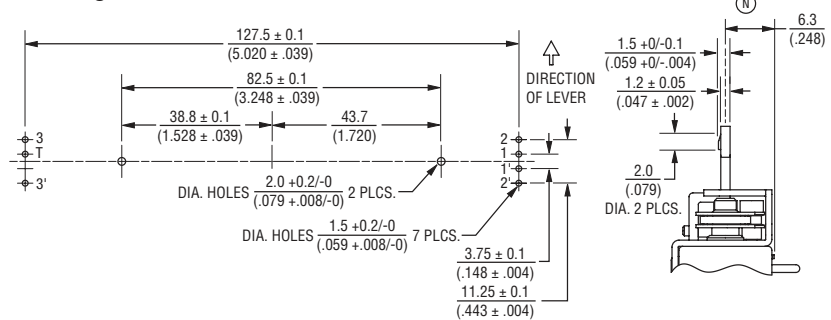 N
127.5 ± 0.1
(5.020 ± .039)
82.5 ± 0.1
(3.248 ± .039)
38.8 ± 0.1
(1.528 ± .039)
43.7
(1.720)
DIRECTION
OF LEVER
3
T
3'
2
1
1'
2'
DIA. HOLES 2.0 +0.2/-0 2 PLCS.
(.079 +.008/-0)
DIA. HOLES 1.5 +0.2/-0 7 PLCS.
(.059 +.008/-0)
3.75 ± 0.1
(.148 ± .004)
11.25 ± 0.1
(.443 ± .004)
6.3
(.248)
1.5 +0/-0.1
(.059 +0/-.004)
1.2 ± 0.05
(.047 ± .002)
2.0
(.079)
DIA. 2 PLCS.